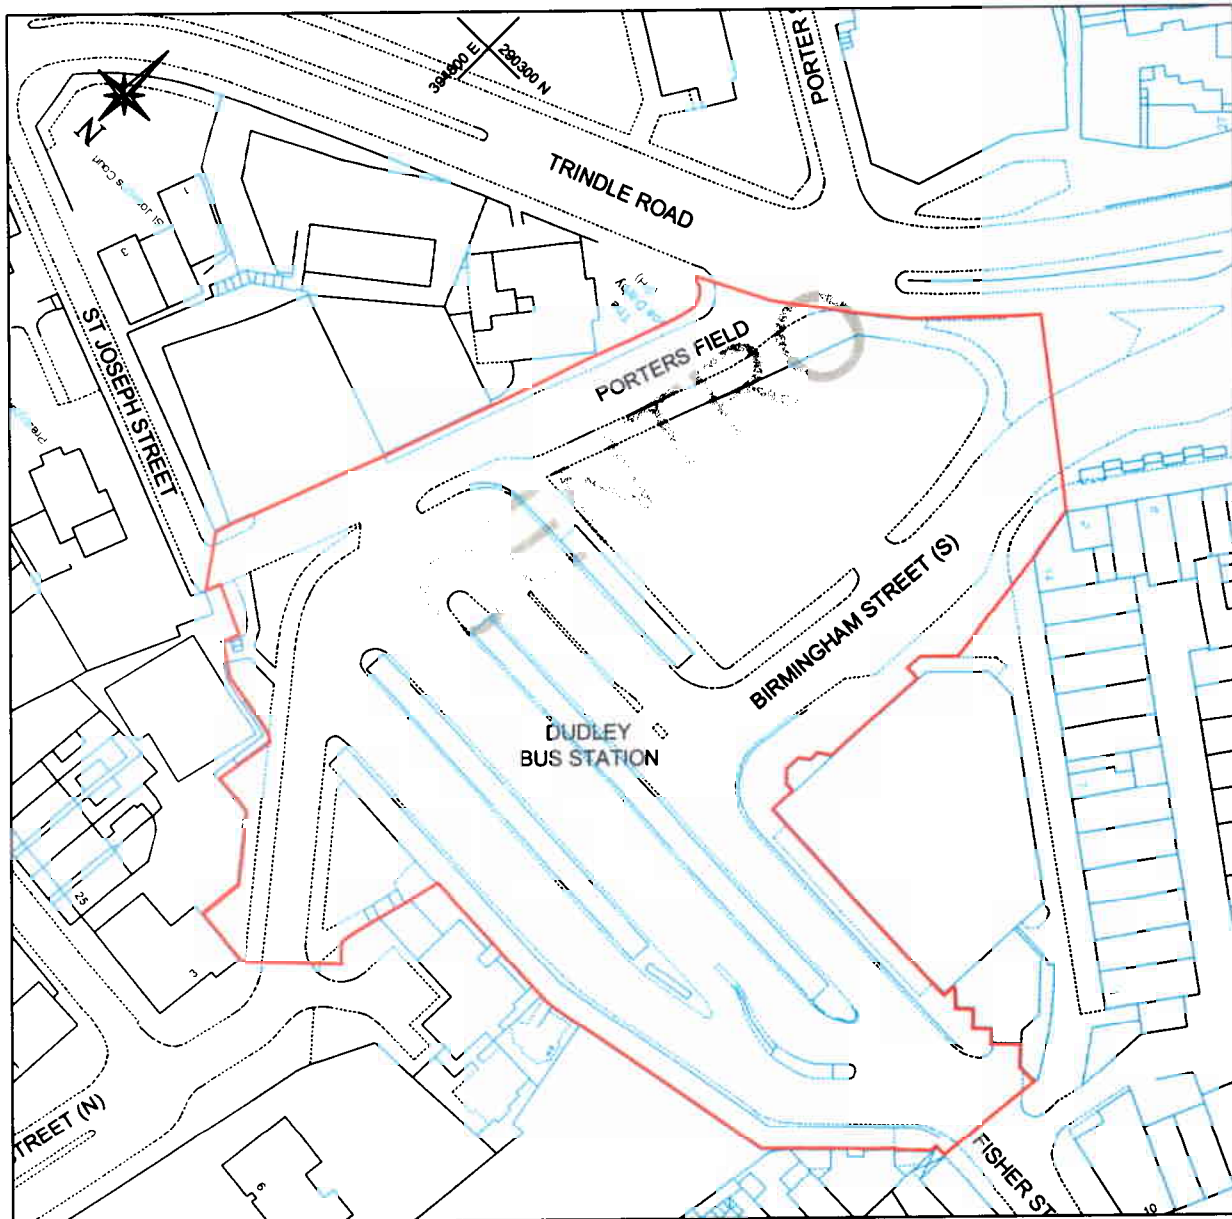 PORTER S
394800 E
290300 N
N
TRINDLE ROAD
1
3
ST JOSEPH STREET
PORTERS FIELD
BIRMINGHAM STREET (S)
DUDLEY
BUS STATION
25
3
TREET (N)
6
FISHER ST
10